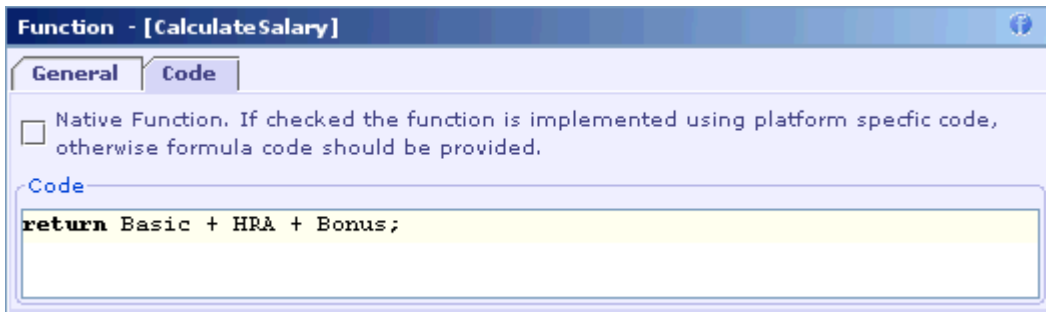 Function - [CalculateSalary]
General Code
Native Function. If checked the function is implemented using platform specfic code,
otherwise formula code should be provided.
Code
return Basic + HRA + Bonus;